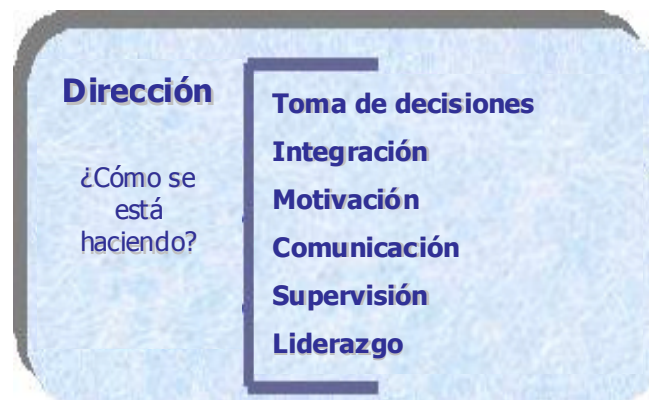 Dirección
¿Cómo se
está
haciendo?
Toma de decisiones
Integración
Motivación
Comunicación
Supervisión
Liderazgo